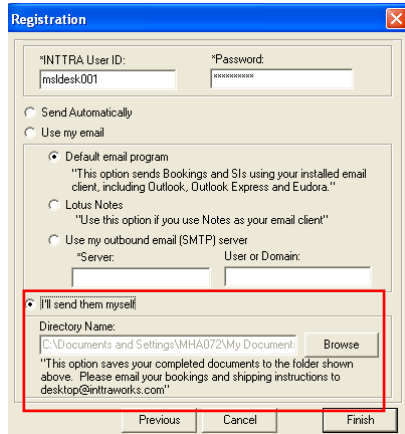 Registration
*INTTRA User ID: *Password:
msldesk001 ××××××××××
Send Automatically
Use my email
Default email program
"This option sends Bookings and SIs using your installed email
client, including Outlook, Outlook Express and Eudora."
Lotus Notes
"Use this option if you use Notes as your email client"
Use my outbound email (SMTP) server
*Server: User or Domain:
I'll send them myself
Directory Name:
C:\Documents and Settings\MHA072\My Document Browse
"This option saves your completed documents to the folder shown
above. Please email your bookings and shipping instructions to
desktop@inttraworks.com"
Previous Cancel Finish